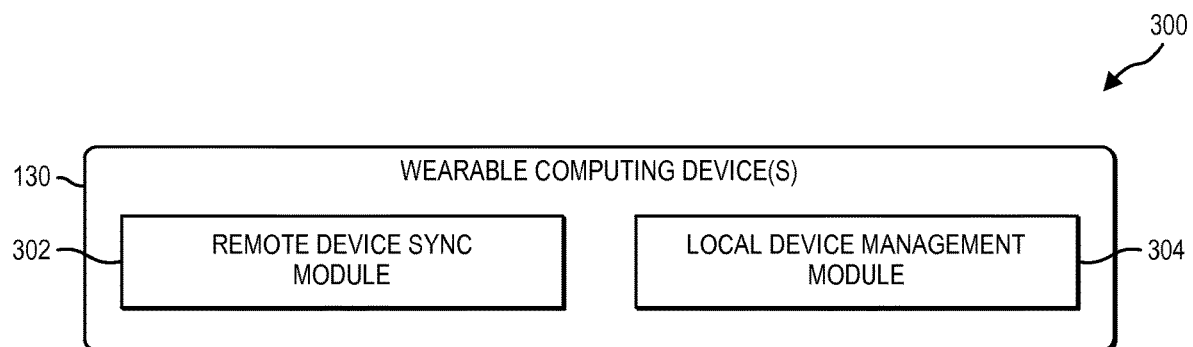 300
130
WEARABLE COMPUTING DEVICE(S)
302
REMOTE DEVICE SYNC
MODULE
LOCAL DEVICE MANAGEMENT
MODULE
304